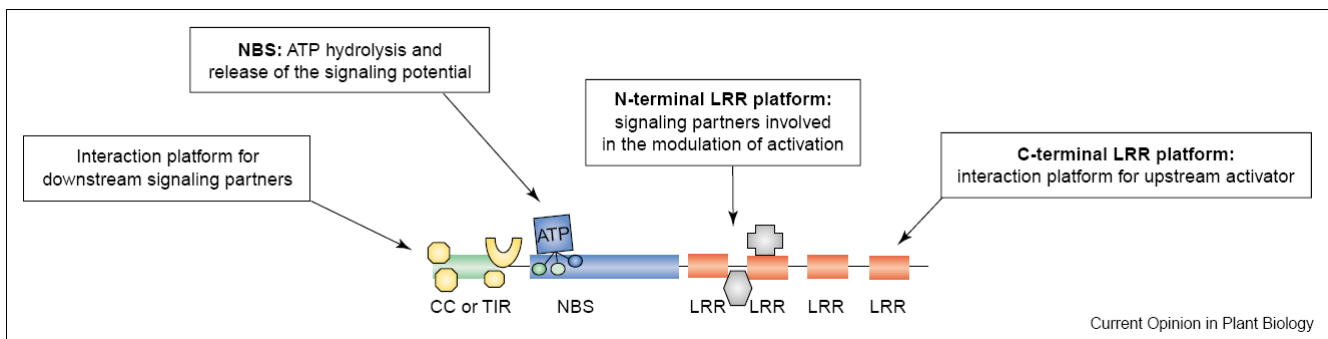 NBS: ATP hydrolysis and
release of the signaling potential
N-terminal LRR platform:
signaling partners involved
in the modulation of activation
Interaction platform for
downstream signaling partners
C-terminal LRR platform:
interaction platform for upstream activator
ATP
CC or TIR
NBS
LRR
LRR
LRR
LRR
Current Opinion in Plant Biology